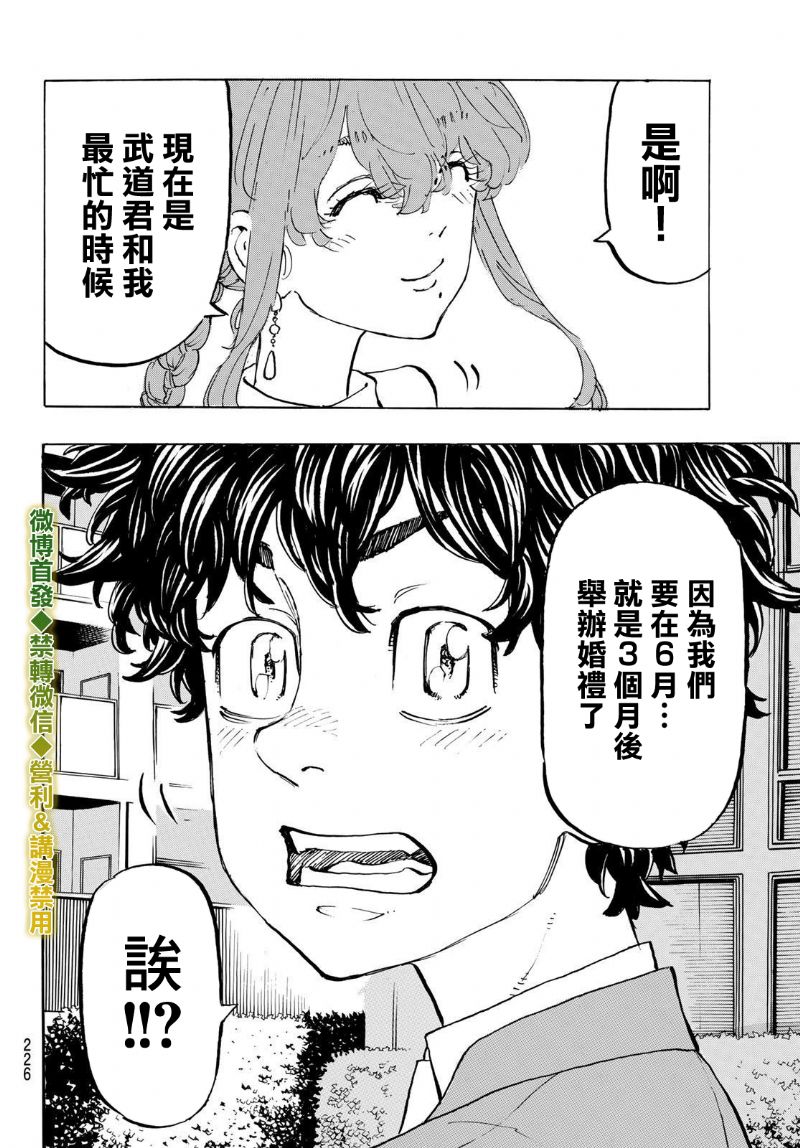 是啊！
現在是
武道君和我
最忙的時候
因為我們
要在6月…
就是3個月後
舉辦婚禮了
誒!!?
微博首發◆禁轉微信◆營利&講漫禁用
226